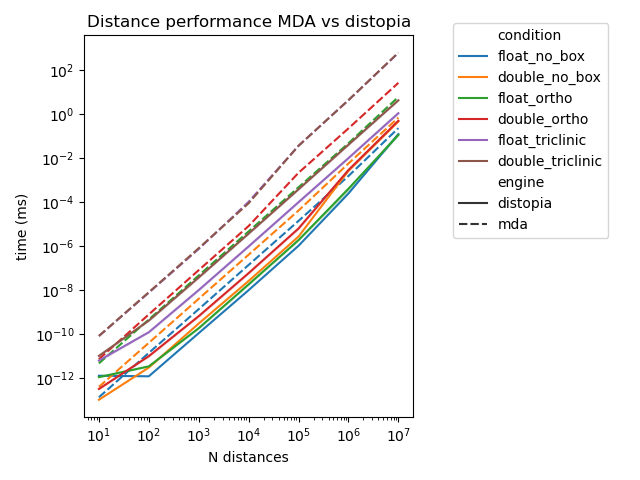 Distance performance MDA vs distopia
time (ms)
10^2
10^0
10^-2
10^-4
10^-6
10^-8
10^-10
10^-12
10^1 10^2 10^3 10^4 10^5 10^6 10^7
N distances
condition
float_no_box
double_no_box
float_ortho
double_ortho
float_triclinic
double_triclinic
engine
distopia
mda